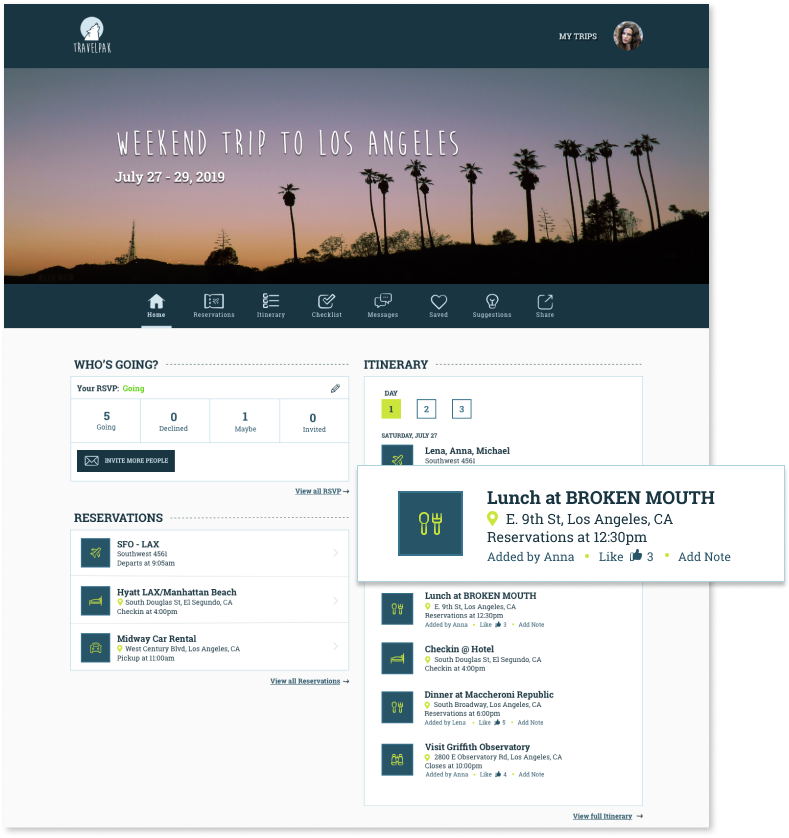 TRAVELPAK
MY TRIPS
WEEKEND TRIP TO LOS ANGELES
July 27 - 29, 2019
Home
Reservations
Itinerary
Checklist
Messages
Saved
Suggestions
Share
WHO'S GOING?
Your RSVP: Going
5
Going
0
Declined
1
Maybe
0
Invited
INVITE MORE PEOPLE
View all RSVP →
RESERVATIONS
SFO - LAX
Southwest 4561
Departs at 9:05am
Hyatt LAX/Manhattan Beach
South Douglas St, El Segundo, CA
Checkin at 4:00pm
Midway Car Rental
West Century Blvd, Los Angeles, CA
Pickup at 11:00am
View all Reservations →
ITINERARY
DAY
1 2 3
SATURDAY, JULY 27
Lena, Anna, Michael
Southwest 4561
Lunch at BROKEN MOUTH
E. 9th St, Los Angeles, CA
Reservations at 12:30pm
Added by Anna • Like 3 • Add Note
Lunch at BROKEN MOUTH
E. 9th St, Los Angeles, CA
Reservations at 12:30pm
Added by Anna • Like 3 • Add Note
Checkin @ Hotel
South Douglas St, El Segundo, CA
Checkin at 4:00pm
Dinner at Maccheroni Republic
South Broadway, Los Angeles, CA
Reservations at 6:00pm
Added by Lena • Like 5 • Add Note
Visit Griffith Observatory
2800 E Observatory Rd, Los Angeles, CA
Closes at 10:00pm
Added by Anna • Like 4 • Add Note
View full Itinerary →